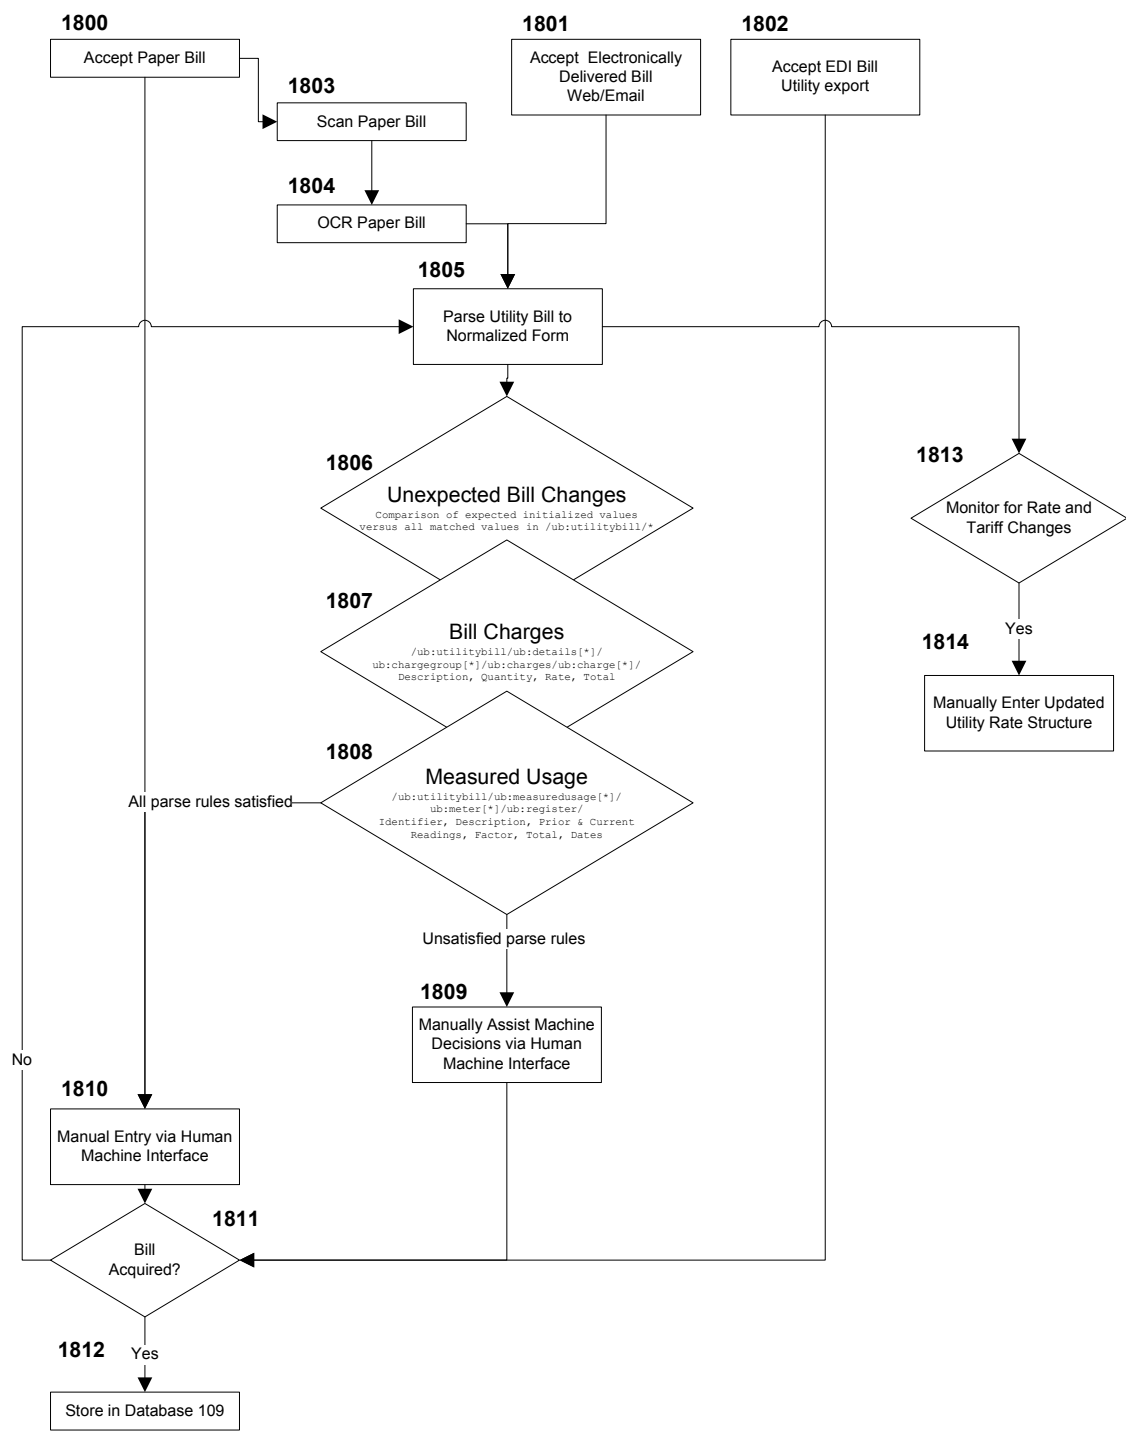 1800
Accept Paper Bill
1801
Accept Electronically
Delivered Bill
Web/Email
1802
Accept EDI Bill
Utility export
1803
Scan Paper Bill
1804
OCR Paper Bill
1805
Parse Utility Bill to
Normalized Form
1806
Unexpected Bill Changes
Comparison of expected initialized values
versus all matched values in /ub:utilitybill/*
1813
Monitor for Rate and
Tariff Changes
1807
Bill Charges
/ub:utilitybill/ub:details[*]/
ub:chargegroup[*]/ub:charges/ub:charge[*]/
Description, Quantity, Rate, Total
Yes
1814
Manually Enter Updated
Utility Rate Structure
1808
Measured Usage
/ub:utilitybill/ub:measuredusage[*]/
ub:meter[*]/ub:register/
Identifier, Description, Prior & Current
Readings, Factor, Total, Dates
All parse rules satisfied
Unsatisfied parse rules
1809
Manually Assist Machine
Decisions via Human
Machine Interface
No
1810
Manual Entry via Human
Machine Interface
1811
Bill
Acquired?
1812
Yes
Store in Database 109